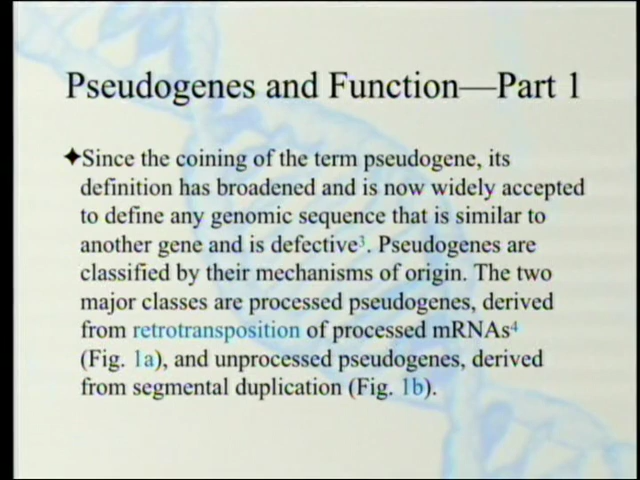 Pseudogenes and Function—Part 1
✦Since the coining of the term pseudogene, its
definition has broadened and is now widely accepted
to define any genomic sequence that is similar to
another gene and is defective³. Pseudogenes are
classified by their mechanisms of origin. The two
major classes are processed pseudogenes, derived
from retrotransposition of processed mRNAs⁴
(Fig. 1a), and unprocessed pseudogenes, derived
from segmental duplication (Fig. 1b).